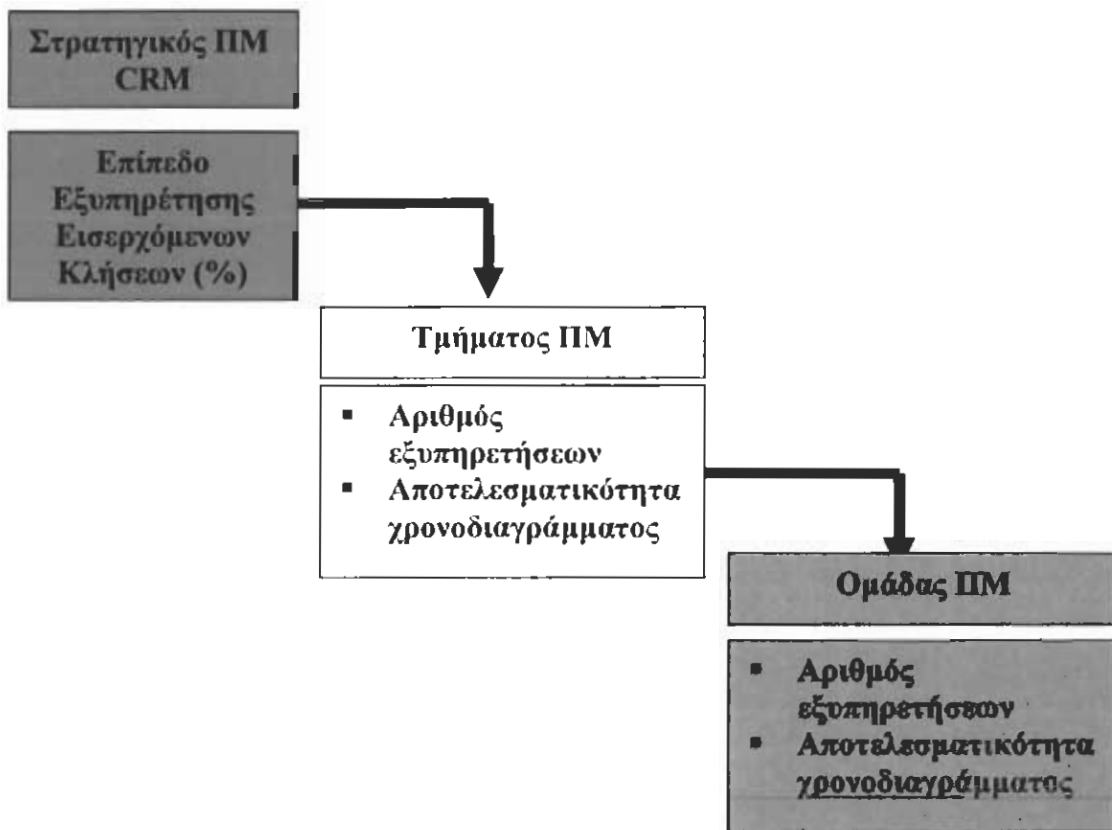 Στρατηγικός ΠΜ
CRM
Επίπεδο
Εξυπηρέτησης
Εισερχόμενων
Κλήσεων (%)
Τμήματος ΠΜ
▪ Αριθμός
εξυπηρετήσεων
▪ Αποτελεσματικότητα
χρονοδιαγράμματος
Ομάδας ΠΜ
▪ Αριθμός
εξυπηρετήσεων
▪ Αποτελεσματικότητα
χρονοδιαγράμματος